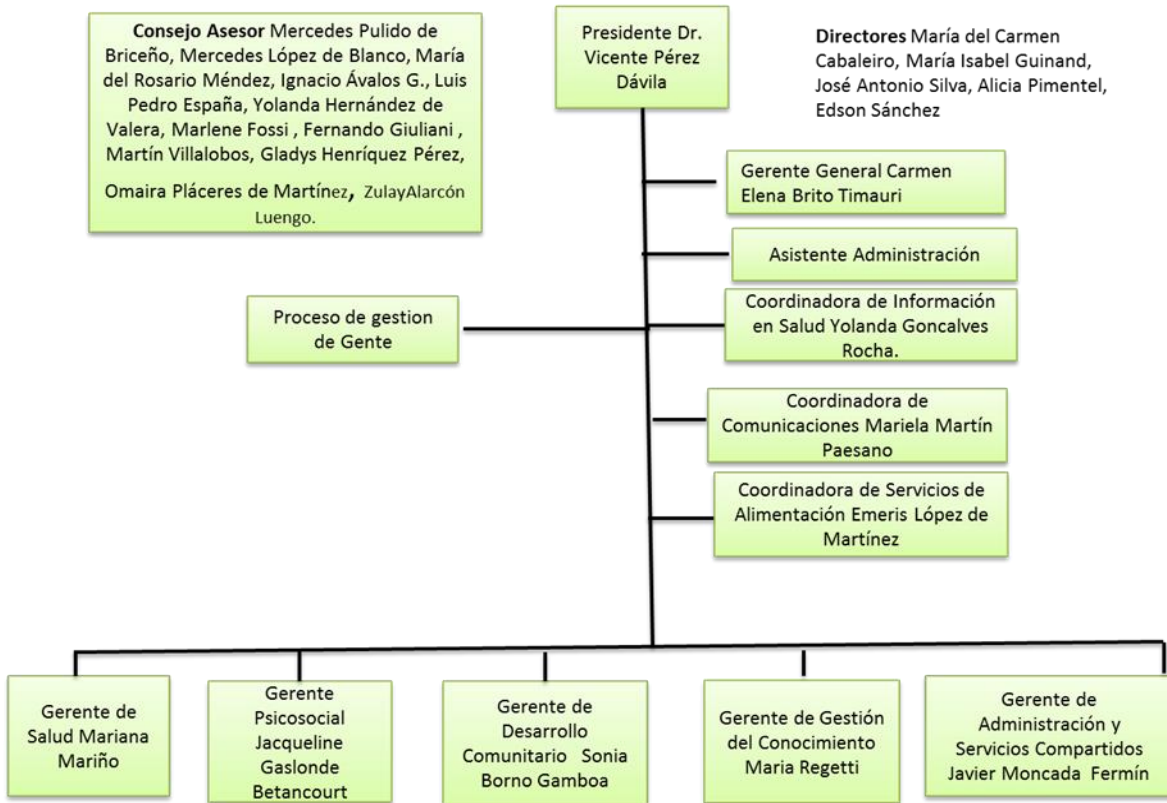 Consejo Asesor Mercedes Pulido de
Briceño, Mercedes López de Blanco, María
del Rosario Méndez, Ignacio Ávalos G., Luis
Pedro España, Yolanda Hernández de
Valera, Marlene Fossi , Fernando Giuliani ,
Martín Villalobos, Gladys Henríquez Pérez,
Omaira Pláceres de Martínez, ZulayAlarcón
Luengo.
Presidente Dr.
Vicente Pérez
Dávila
Directores María del Carmen
Cabaleiro, María Isabel Guinand,
José Antonio Silva, Alicia Pimentel,
Edson Sánchez
Gerente General Carmen
Elena Brito Timauri
Asistente Administración
Proceso de gestion
de Gente
Coordinadora de Información
en Salud Yolanda Goncalves
Rocha.
Coordinadora de
Comunicaciones Mariela Martín
Paesano
Coordinadora de Servicios de
Alimentación Emeris López de
Martínez
Gerente de
Salud Mariana
Mariño
Gerente
Psicosocial
Jacqueline
Gaslonde
Betancourt
Gerente de
Desarrollo
Comunitario Sonia
Borno Gamboa
Gerente de Gestión
del Conocimiento
Maria Regetti
Gerente de
Administración y
Servicios Compartidos
Javier Moncada Fermín